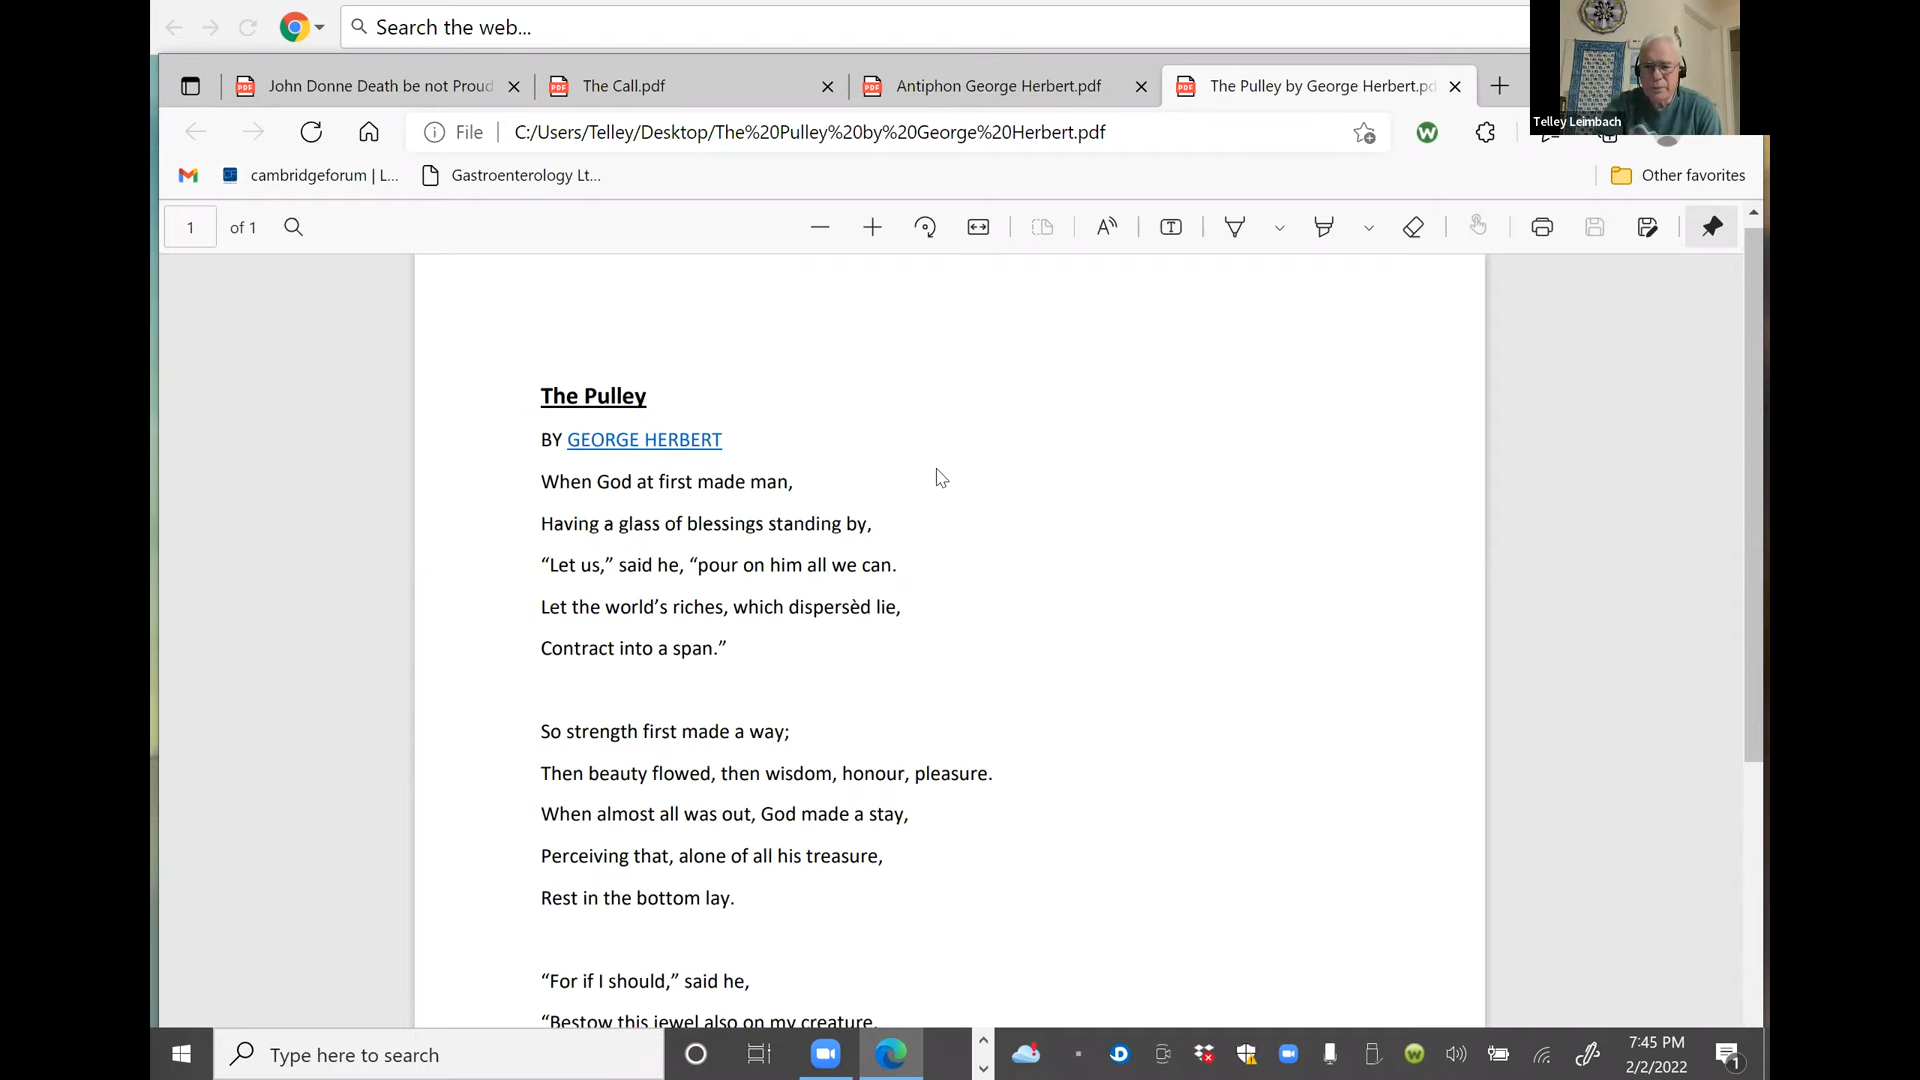 Search the web...
John Donne Death be not Proud
The Call.pdf
Antiphon George Herbert.pdf
The Pulley by George Herbert.pd
Telley Leimbach
File
C:/Users/Telley/Desktop/The%20Pulley%20by%20George%20Herbert.pdf
cambridgeforum | L...
Gastroenterology Lt...
Other favorites
1 of 1
The Pulley
BY GEORGE HERBERT
When God at first made man,
Having a glass of blessings standing by,
“Let us,” said he, “pour on him all we can.
Let the world’s riches, which dispersèd lie,
Contract into a span.”
So strength first made a way;
Then beauty flowed, then wisdom, honour, pleasure.
When almost all was out, God made a stay,
Perceiving that, alone of all his treasure,
Rest in the bottom lay.
“For if I should,” said he,
“Bestow this jewel also on my creature,
Type here to search
7:45 PM
2/2/2022
1